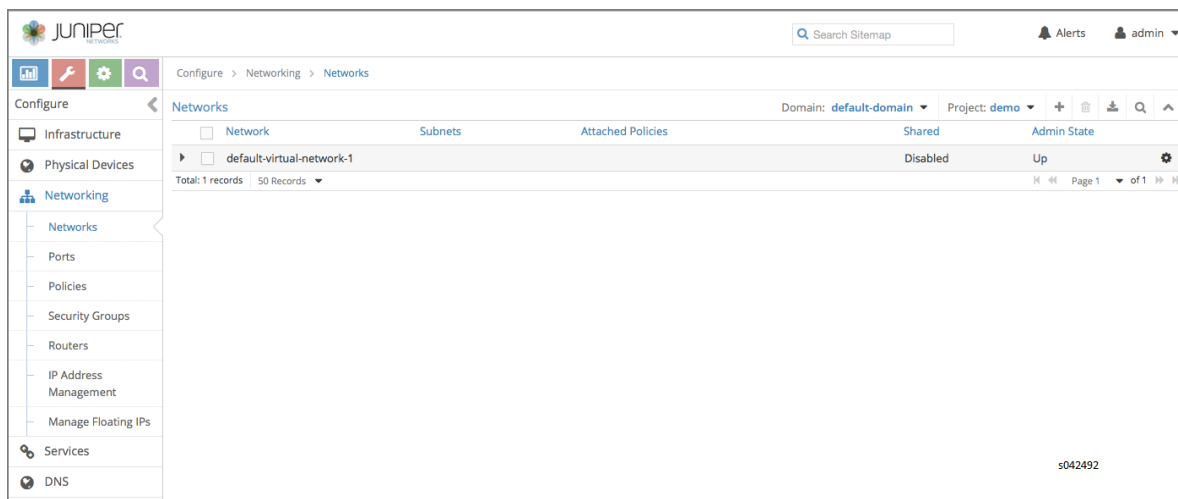 JUNIPER
NETWORKS
Search Sitemap
Alerts
admin
Configure > Networking > Networks
Configure
Networks
Domain: default-domain
Project: demo
Infrastructure
Network
Subnets
Attached Policies
Shared
Admin State
default-virtual-network-1
Disabled
Up
Physical Devices
Total: 1 records
50 Records
Page 1
of 1
Networking
Networks
Ports
Policies
Security Groups
Routers
IP Address
Management
Manage Floating IPs
Services
DNS
s042492